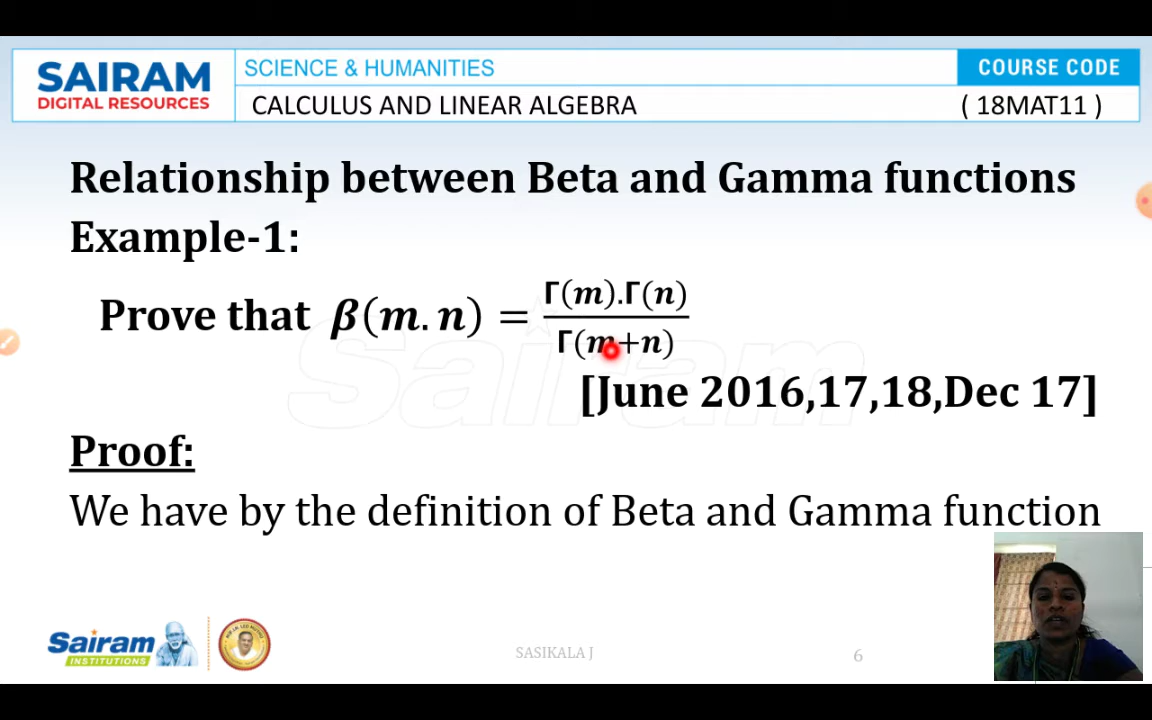 SAIRAM
DIGITAL RESOURCES
SCIENCE & HUMANITIES
COURSE CODE
CALCULUS AND LINEAR ALGEBRA
( 18MAT11 )
Relationship between Beta and Gamma functions
Example-1:
Prove that β(m.n) = Γ(m).Γ(n) / Γ(m+n)
Sairam
[June 2016,17,18,Dec 17]
Proof:
We have by the definition of Beta and Gamma function
Sairam
INSTITUTIONS
SASIKALA J
6